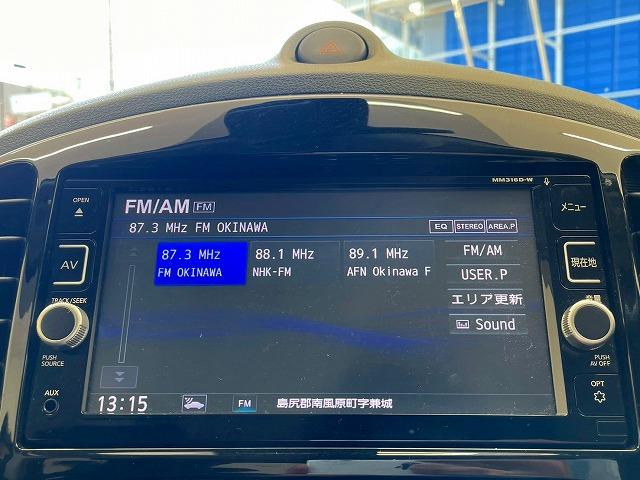 MM316D-W
OPEN
メニュー
FM/AM FM
87.3 MHz FM OKINAWA
EQ STEREO AREA.P
87.3 MHz 88.1 MHz 89.1 MHz
FM OKINAWA NHK-FM AFN Okinawa F
FM/AM
USER.P
エリア更新
Sound
AV
現在地
TRACK/SEEK
音量
PUSH
SOURCE
PUSH
AV OFF
AUX
OPT
13:15 FM 島尻郡南風原町字兼城